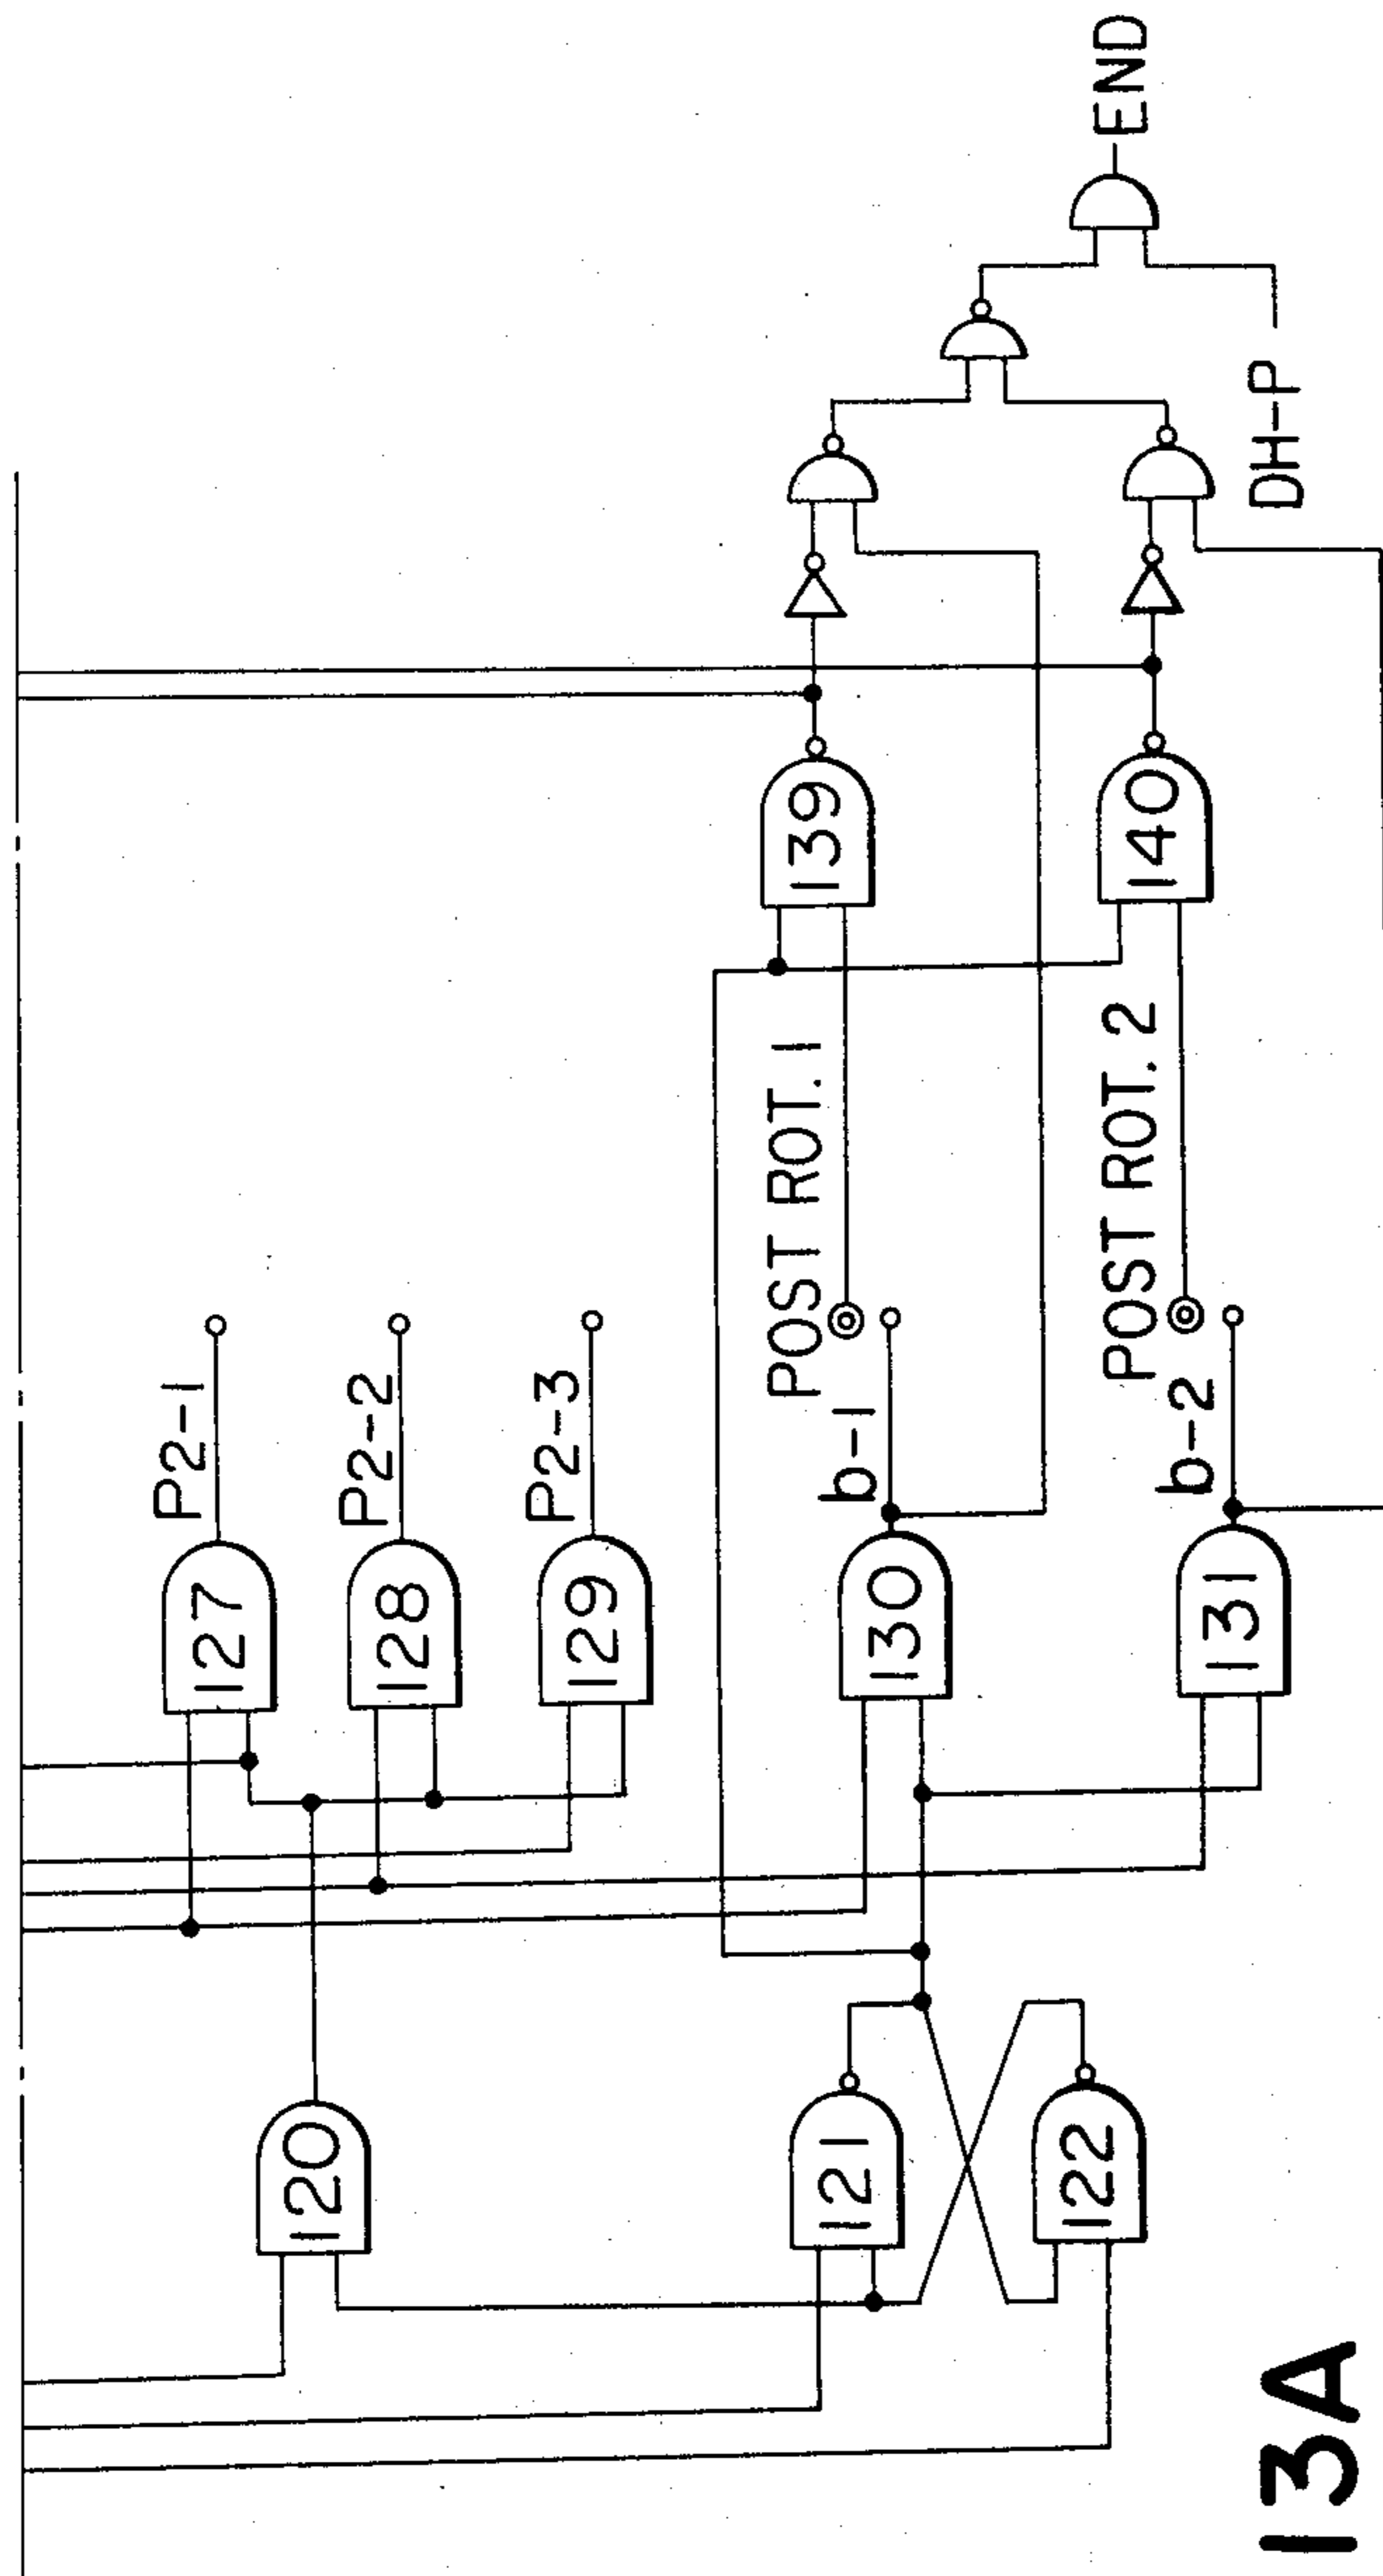 P2-1
P2-2
P2-3
127
128
129
120
POST ROT. 1
139
b-1
130
121
END
POST ROT. 2
140
b-2
131
122
DH-P
13A